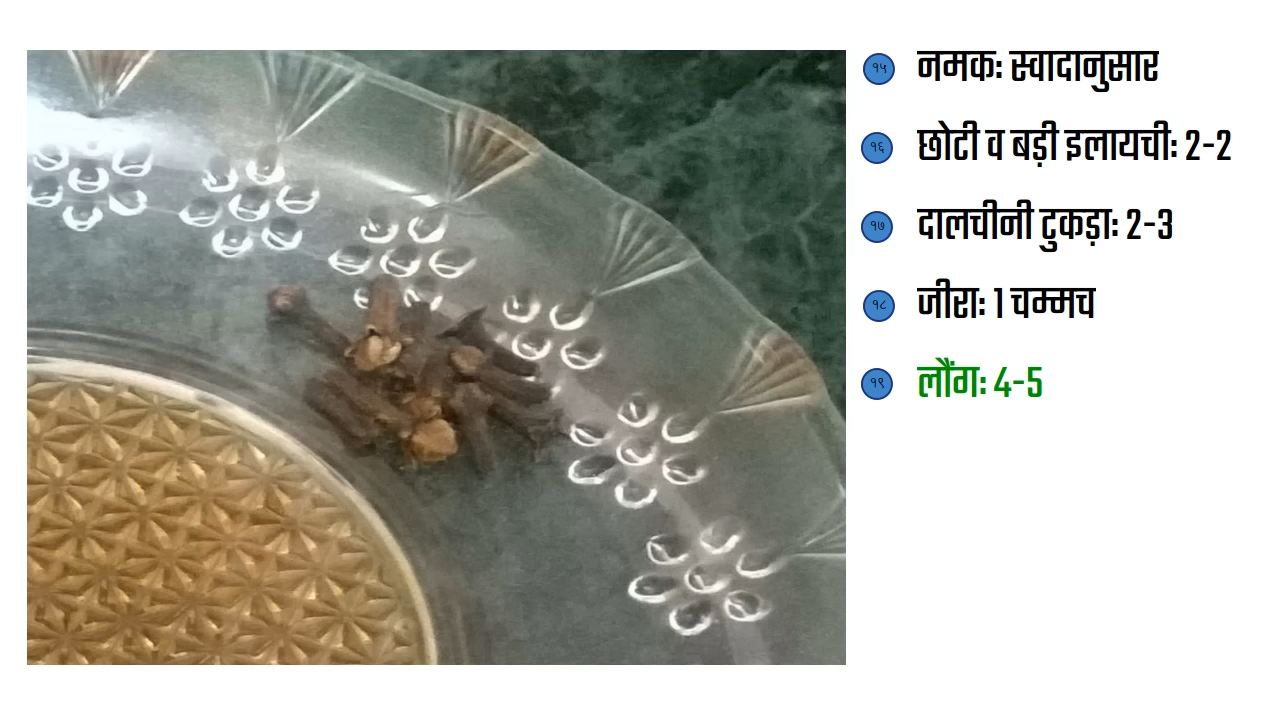 १५ नमक: स्वादानुसार
१६ छोटी व बड़ी इलायची: 2-2
१७ दालचीनी टुकड़ा: 2-3
१८ जीरा: 1 चम्मच
१९ लौंग: 4-5